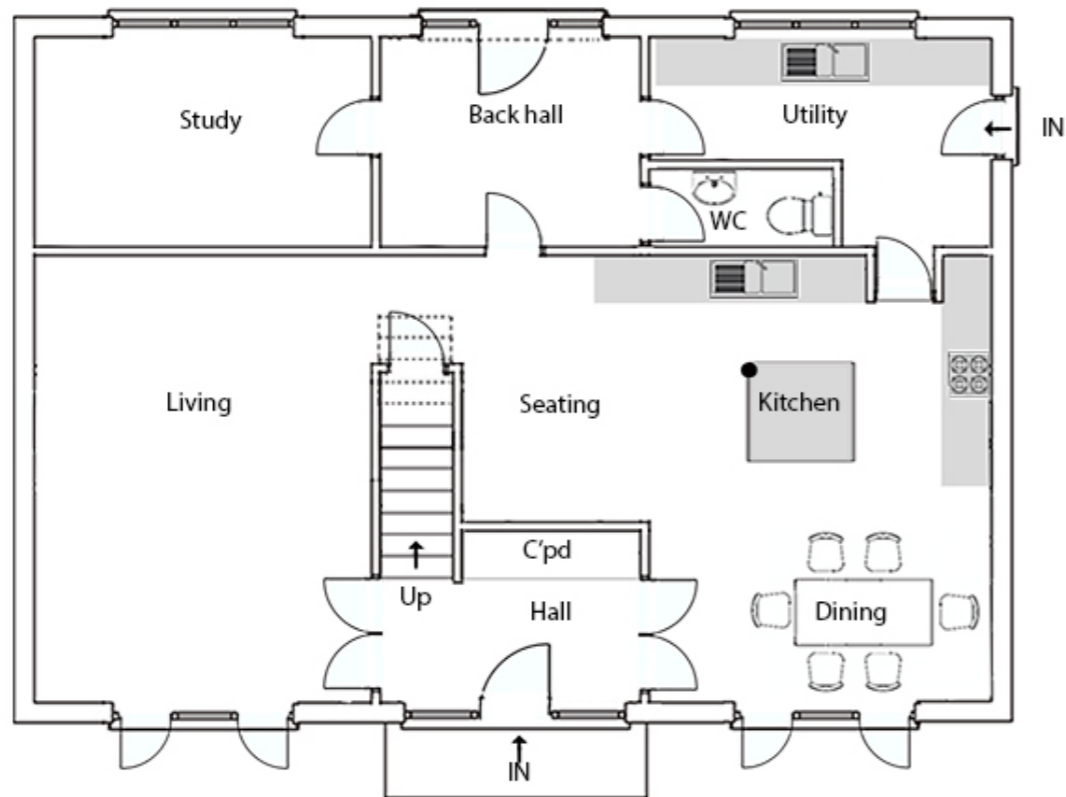 Study
Back hall
Utility
IN
WC
Living
Seating
Kitchen
C'pd
Up
Hall
Dining
IN